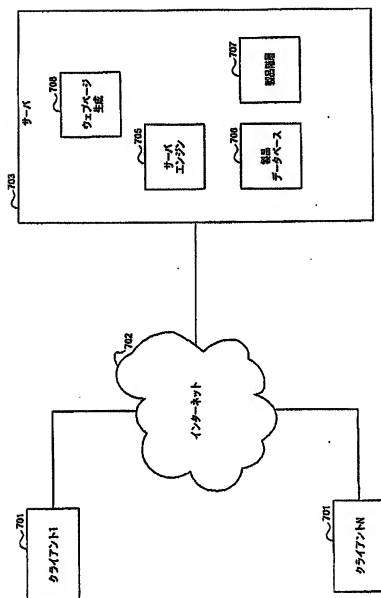 703
サーバ
701
クライアント1
708
ウェブページ
生成
702
インターネット
705
サーバ
エンジン
706
製品
データベース
707
製品階層
701
クライアントN